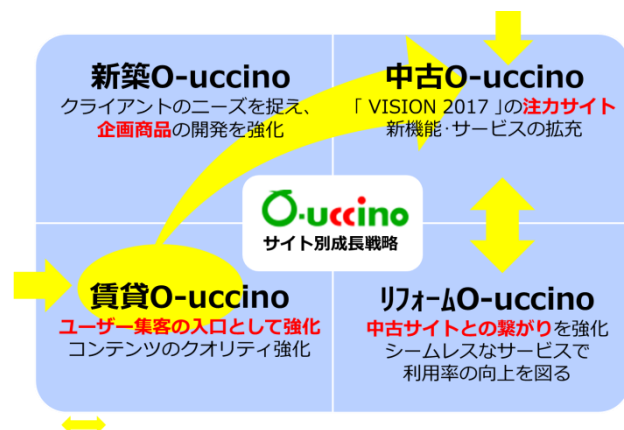 新築O-uccino
クライアントのニーズを捉え、
企画商品の開発を強化
中古O-uccino
「 VISION 2017 」の注力サイト
新機能･サービスの拡充
O-uccino
サイト別成長戦略
賃貸O-uccino
ユーザー集客の入口として強化
コンテンツのクオリティ強化
ﾘﾌｫｰﾑO-uccino
中古サイトとの繋がりを強化
シームレスなサービスで
利用率の向上を図る